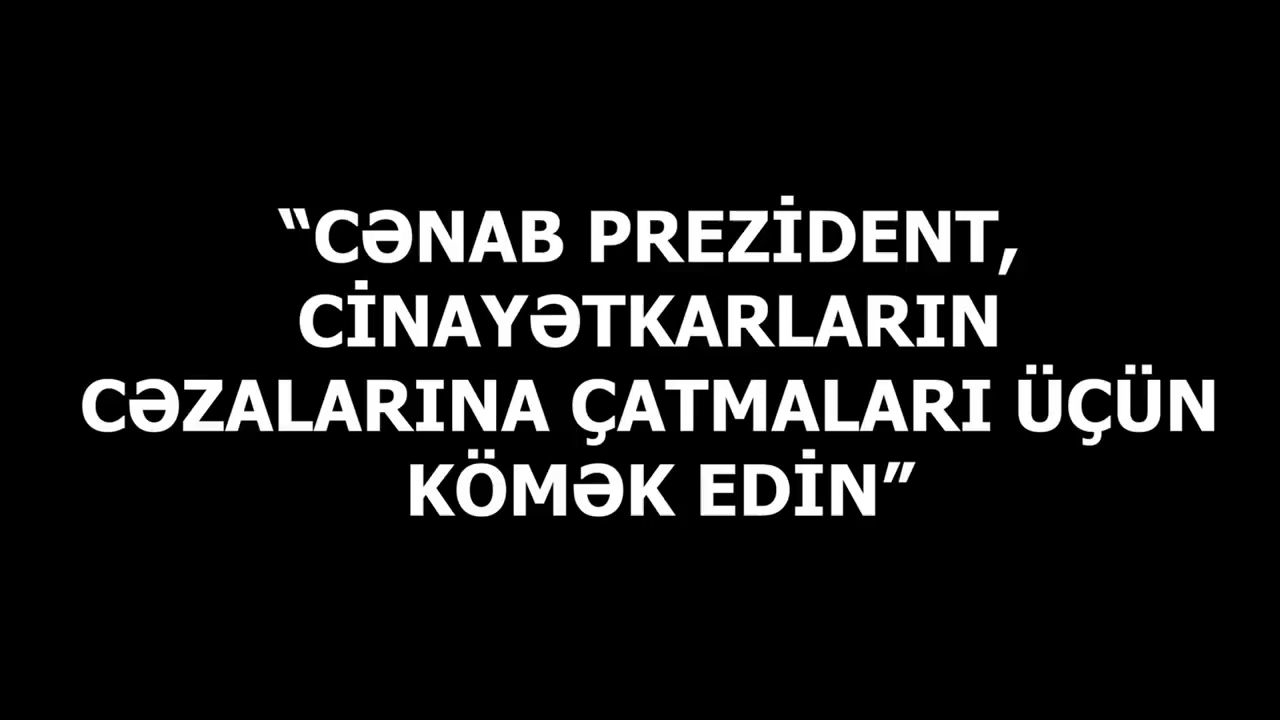 “CƏNAB PREZİDENT,
CİNAYƏTKARLARIN
CƏZALARINA ÇATMALARI ÜÇÜN
KÖMƏK EDİN”